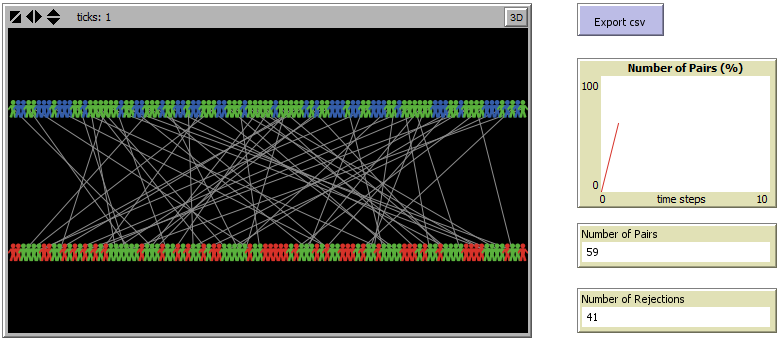 ticks: 1
3D
Export csv
Number of Pairs (%)
100
0
0
time steps
10
Number of Pairs
59
Number of Rejections
41